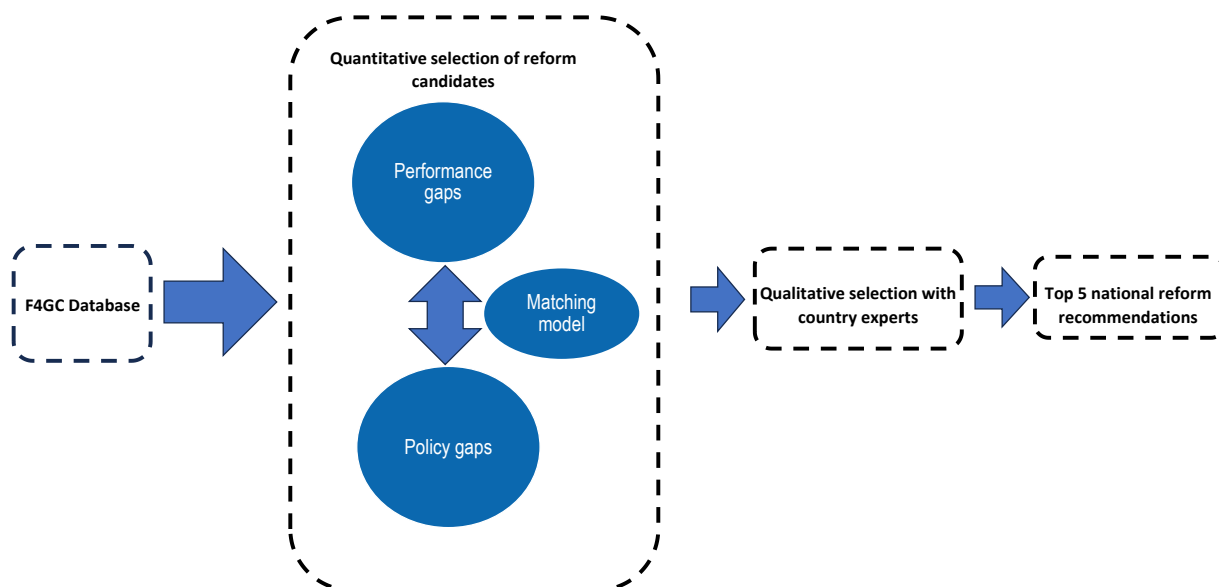 Quantitative selection of reform
candidates
Performance
gaps
Matching
model
Policy gaps
F4GC Database
Qualitative selection with
country experts
Top 5 national reform
recommendations